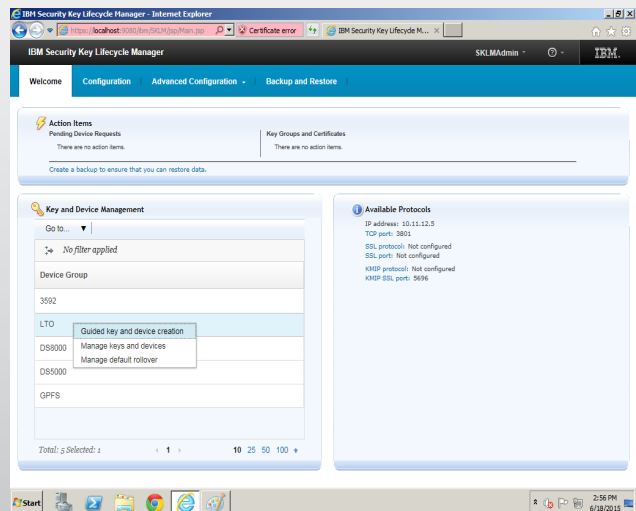 IBM Security Key Lifecycle Manager - Internet Explorer
https://localhost:9080/ibm/SKLM/jsp/Main.jsp Certificate error IBM Security Key Lifecycle M...
IBM Security Key Lifecycle Manager SKLMAdmin IBM.
Welcome Configuration Advanced Configuration Backup and Restore
Action Items
Pending Device Requests Key Groups and Certificates
There are no action items. There are no action items.
Create a backup to ensure that you can restore data.
Key and Device Management
Go to...
No filter applied
Device Group
3592
LTO
Guided key and device creation
Manage keys and devices
Manage default rollover
DS8000
DS5000
GPFS
Total: 5 Selected: 1 1 10 25 50 100
Available Protocols
IP address: 10.11.12.5
TCP port: 3801
SSL protocol: Not configured
SSL port: Not configured
KMIP protocol: Not configured
KMIP SSL port: 5696
Start 2:56 PM
6/18/2015